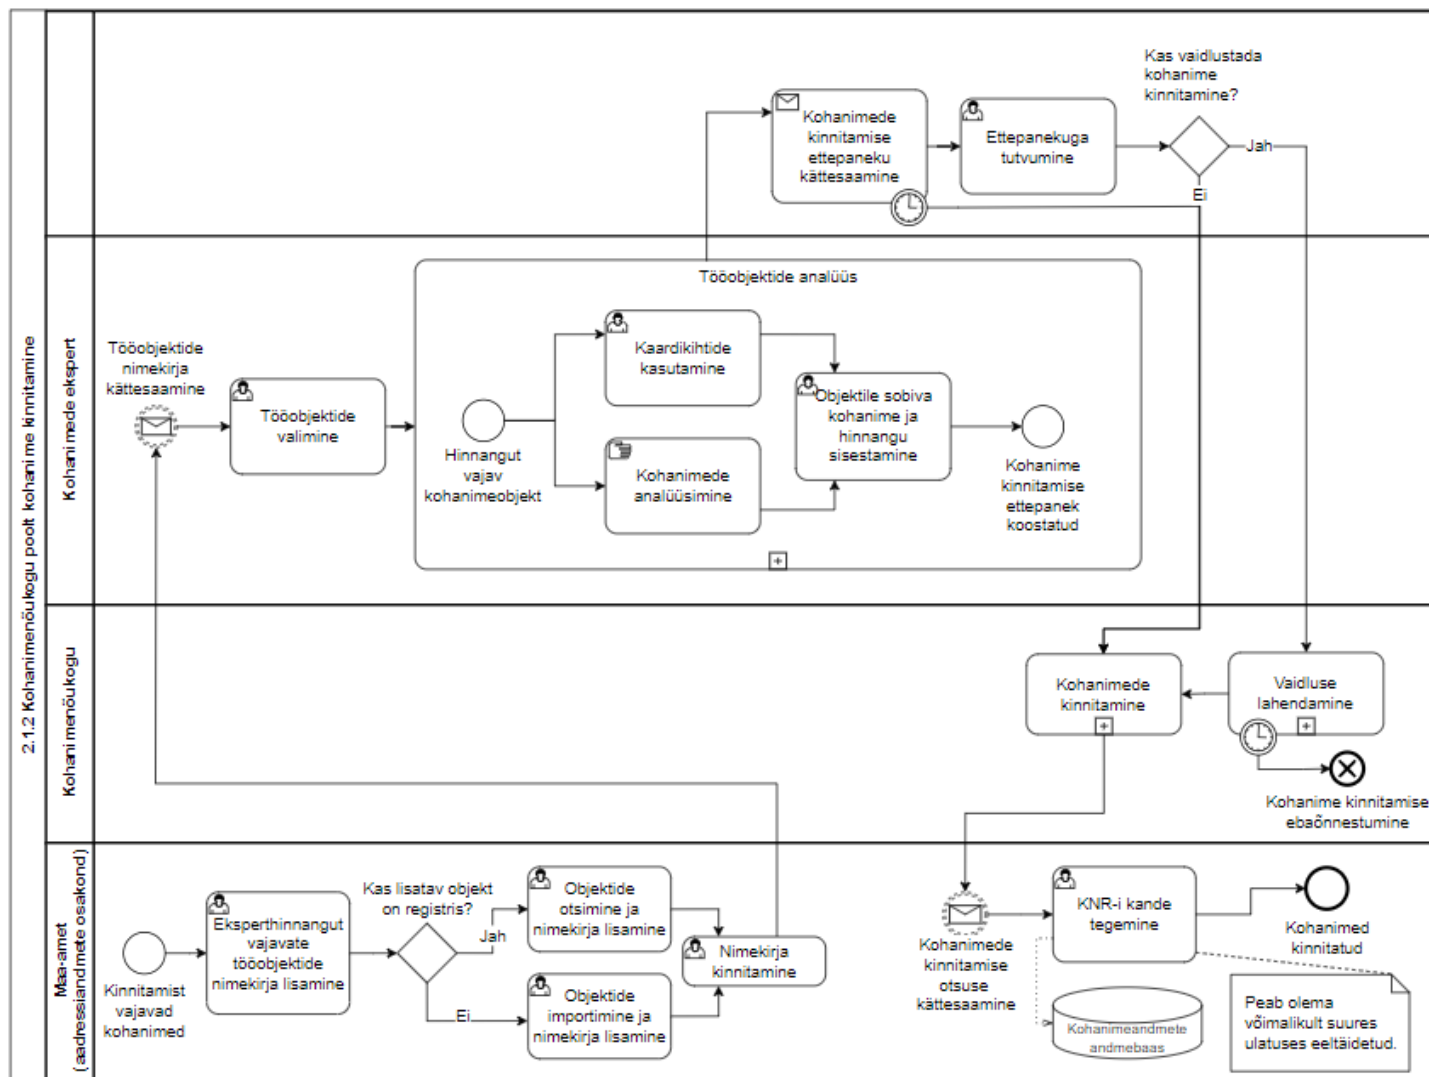 2.1.2 Kohanimenõukogu poolt kohanime kinnitamine
Kas vaidlustada
kohanime
kinnitamine?
Kohanimede
kinnitamise
ettepaneku
kättesaamine
Ettepanekuga
tutvumine
Jah
Ei
Kohanimede ekspert
Tööobjektide analüüs
Tööobjektide
nimekirja
kättesaamine
Tööobjektide
valimine
Hinnangut
vajav
kohanimeobjekt
Kaardikihtide
kasutamine
Kohanimede
analüüsimine
Objektile sobiva
kohanime ja
hinnangu
sisestamine
Kohanime
kinnitamise
ettepanek
koostatud
Kohanimenõukogu
Kohanimede
kinnitamine
Vaidluse
lahendamine
Kohanime kinnitamise
ebaõnnestumine
Maa-amet
(aadressiandmete osakond)
Kinnitamist
vajavad
kohanimed
Eksperthinnangut
vajavate
tööobjektide
nimekirja lisamine
Kas lisatav objekt
on registris?
Jah
Ei
Objektide
otsimine ja
nimekirja lisamine
Objektide
importimine ja
nimekirja lisamine
Nimekirja
kinnitamine
Kohanimede
kinnitamise
otsuse
kättesaamine
KNR-i kande
tegemine
Kohanimed
kinnitatud
Kohanimeandmete
andmebaas
Peab olema
võimalikult suures
ulatuses eeltäidetud.